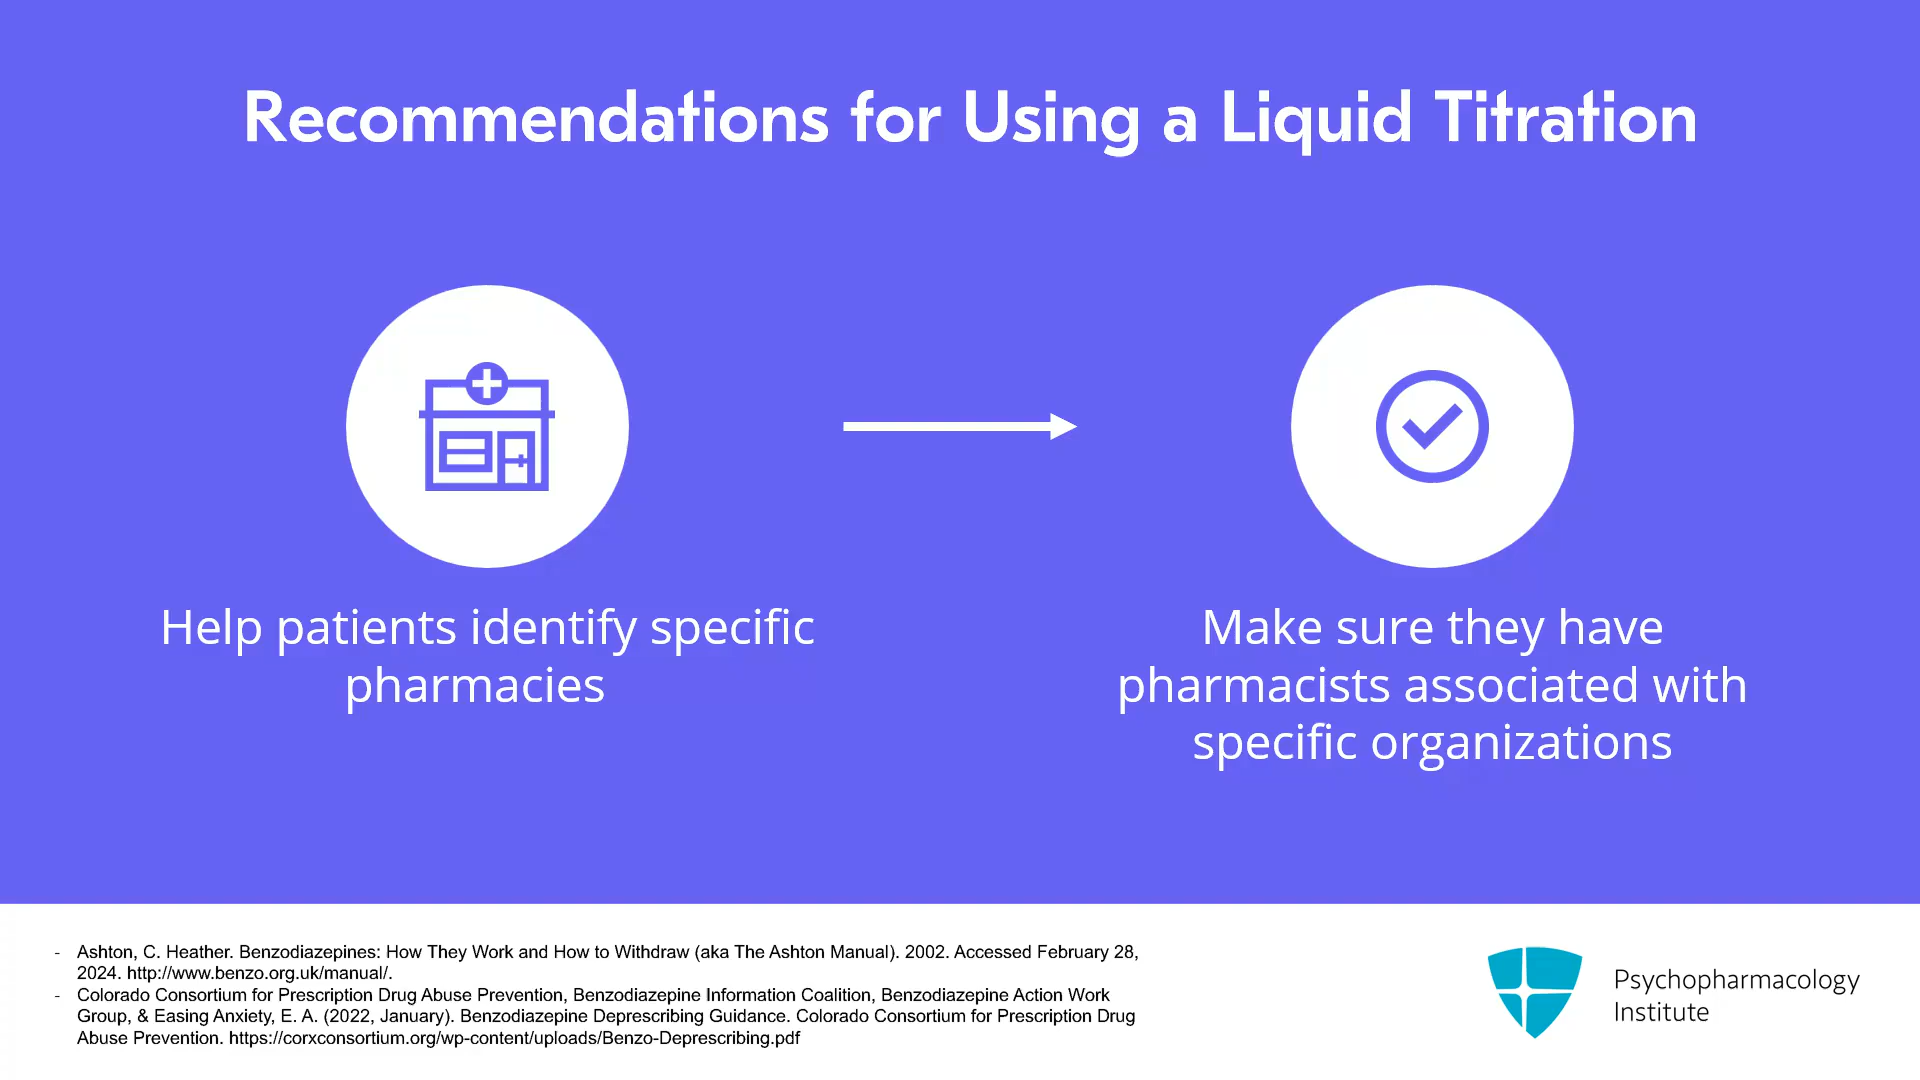 Recommendations for Using a Liquid Titration
Help patients identify specific
pharmacies
Make sure they have
pharmacists associated with
specific organizations
- Ashton, C. Heather. Benzodiazepines: How They Work and How to Withdraw (aka The Ashton Manual). 2002. Accessed February 28,
2024. http://www.benzo.org.uk/manual/.
- Colorado Consortium for Prescription Drug Abuse Prevention, Benzodiazepine Information Coalition, Benzodiazepine Action Work
Group, & Easing Anxiety, E. A. (2022, January). Benzodiazepine Deprescribing Guidance. Colorado Consortium for Prescription Drug
Abuse Prevention. https://corxconsortium.org/wp-content/uploads/Benzo-Deprescribing.pdf
Psychopharmacology
Institute